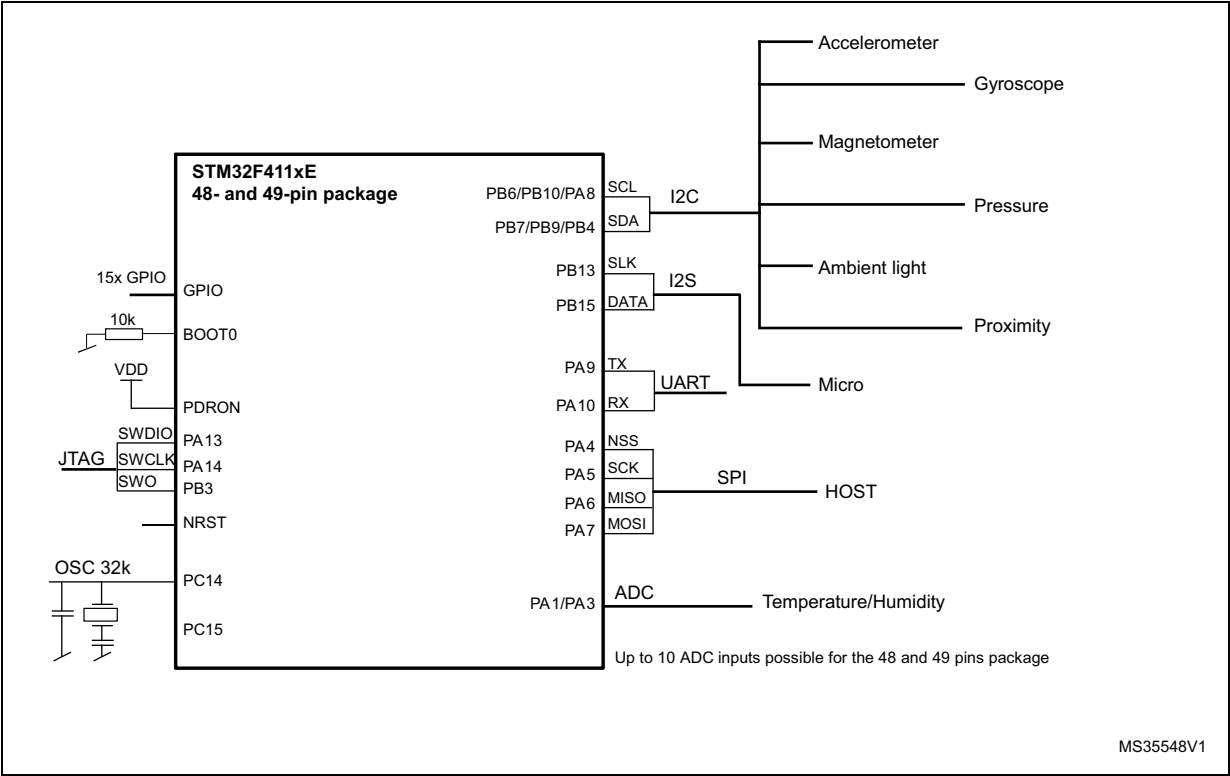 Accelerometer
Gyroscope
Magnetometer
Pressure
Ambient light
Proximity
Micro
STM32F411xE
48- and 49-pin package
15x GPIO
GPIO
10k
BOOT0
VDD
PDRON
JTAG
SWDIO
PA13
SWCLK
PA14
SWO
PB3
NRST
OSC 32k
PC14
PC15
PB6/PB10/PA8
SCL
PB7/PB9/PB4
SDA
I2C
PB13
SLK
PB15
DATA
I2S
PA9
TX
PA10
RX
UART
PA4
NSS
PA5
SCK
PA6
MISO
PA7
MOSI
SPI
HOST
PA1/PA3
ADC
Temperature/Humidity
Up to 10 ADC inputs possible for the 48 and 49 pins package
MS35548V1